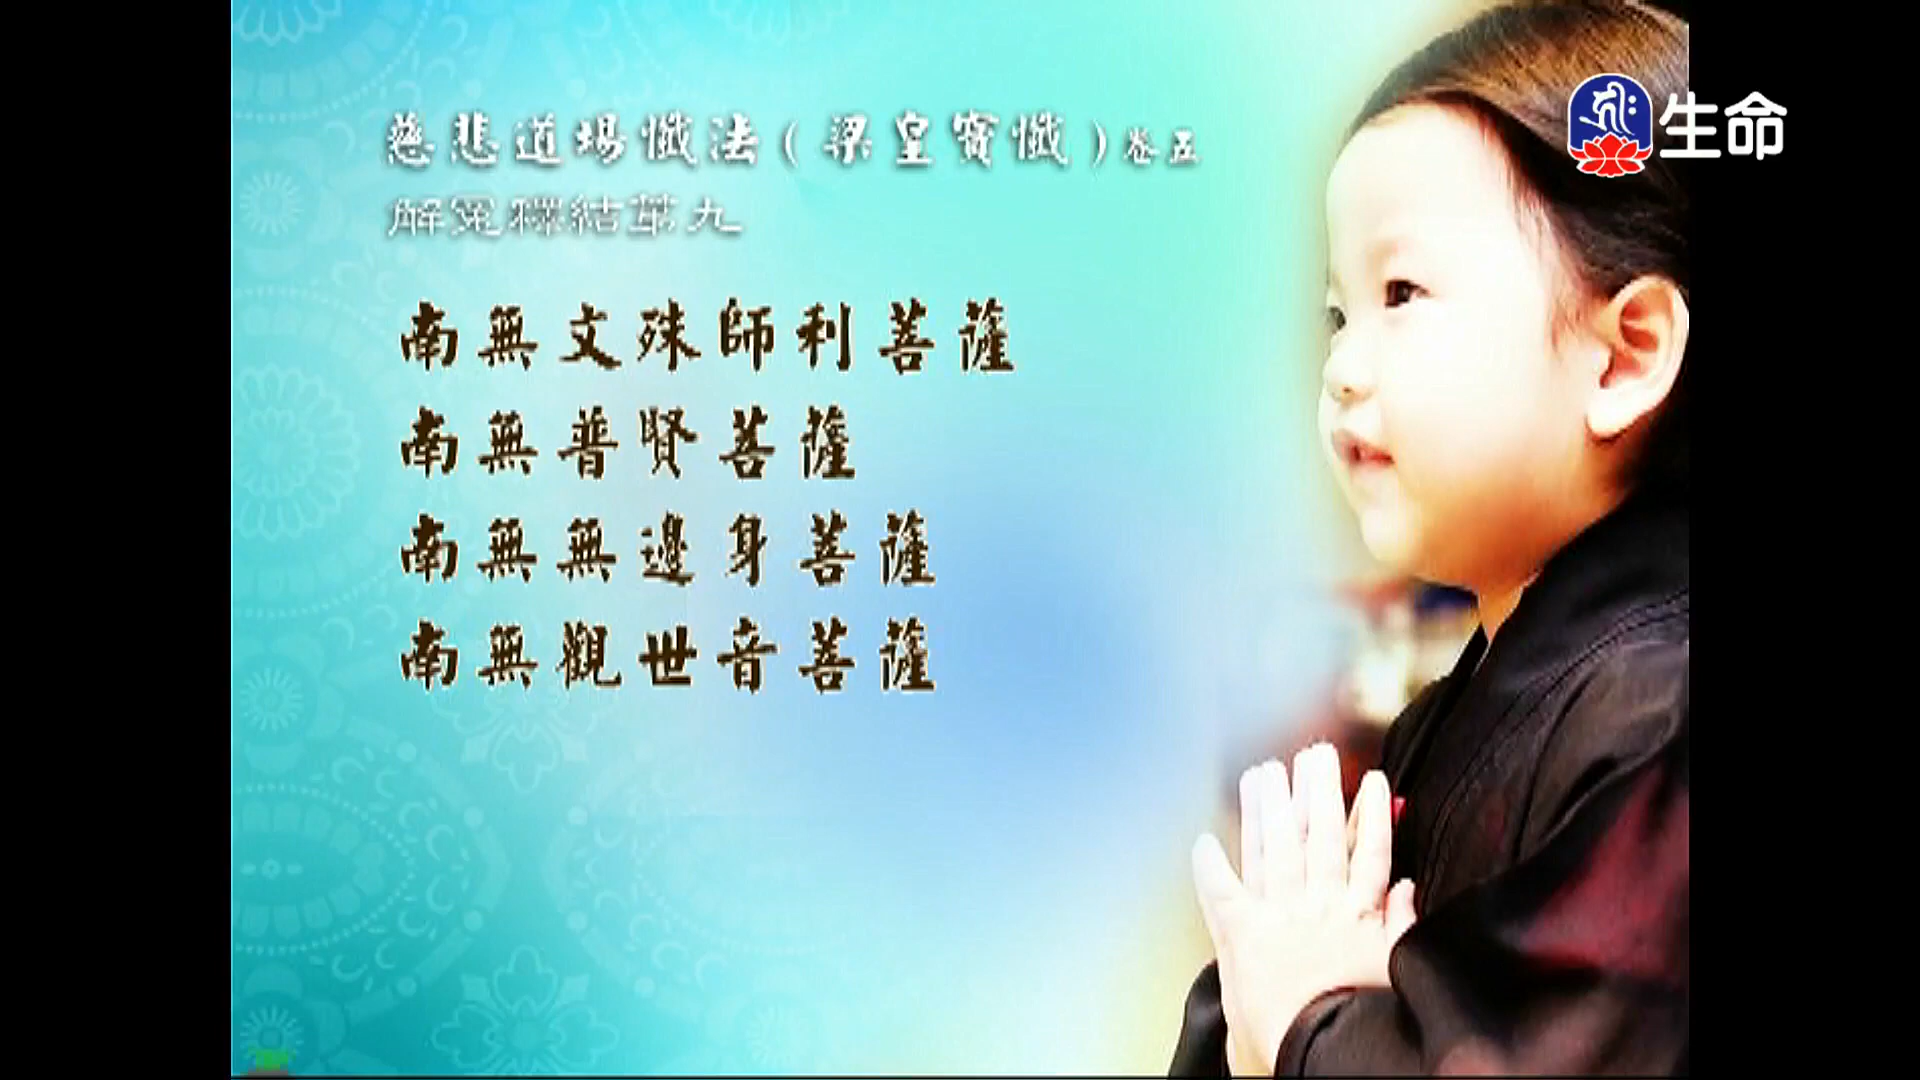 慈悲道場懺法(梁皇寶懺)卷五
解冤釋結第九
南無文殊師利菩薩
南無普賢菩薩
南無無邊身菩薩
南無觀世音菩薩
生命